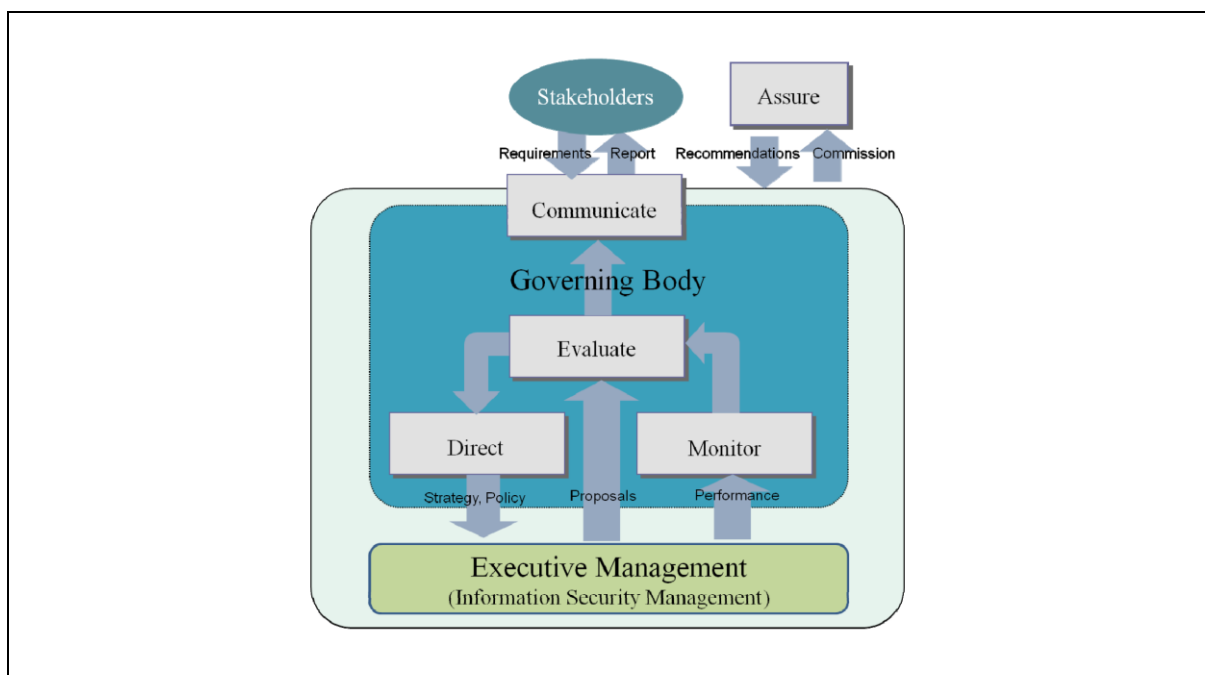 Stakeholders
Assure
Requirements
Report
Recommendations
Commission
Communicate
Governing Body
Evaluate
Direct
Monitor
Strategy, Policy
Proposals
Performance
Executive Management
(Information Security Management)